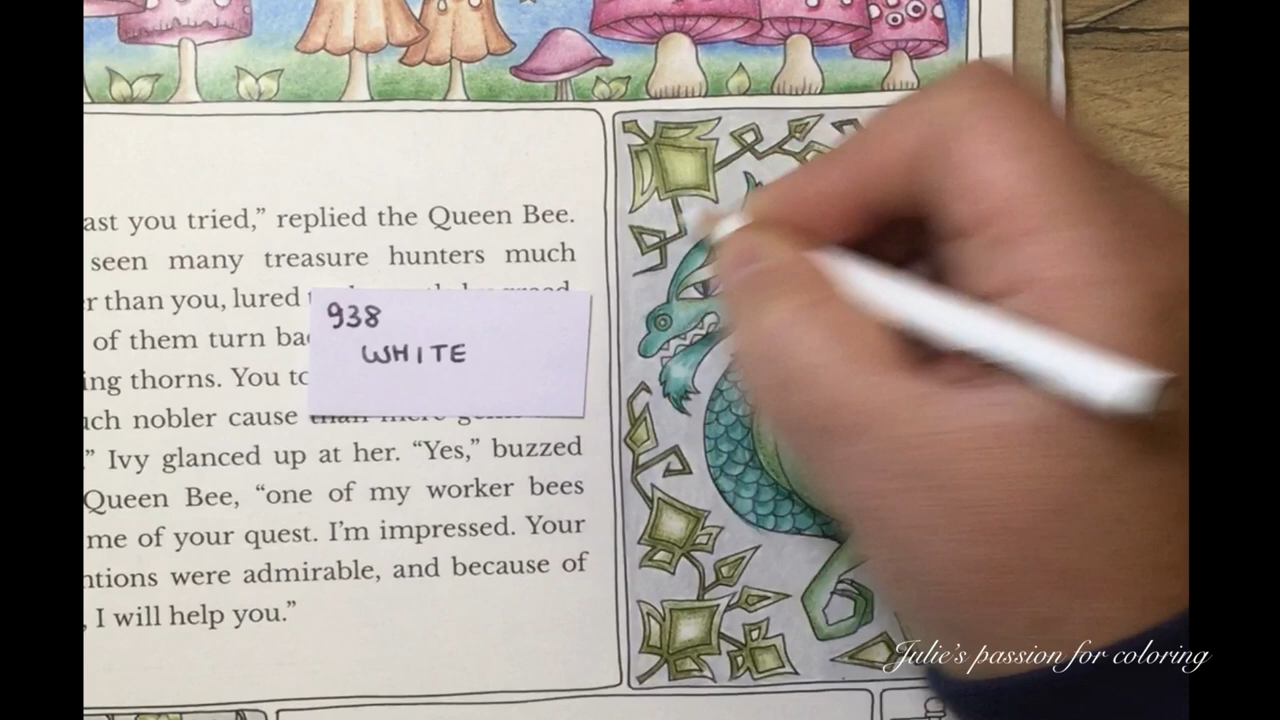 ast you tried,” replied the Queen Bee.
seen many treasure hunters much
r than you, lured
of them turn
ing thorns. You
ch nobler cause than mere
” Ivy glanced up at her. “Yes,” buzzed
Queen Bee, “one of my worker bees
me of your quest. I’m impressed. Your
ntions were admirable, and because of
, I will help you.”
938
WHITE
Julie’s passion for coloring